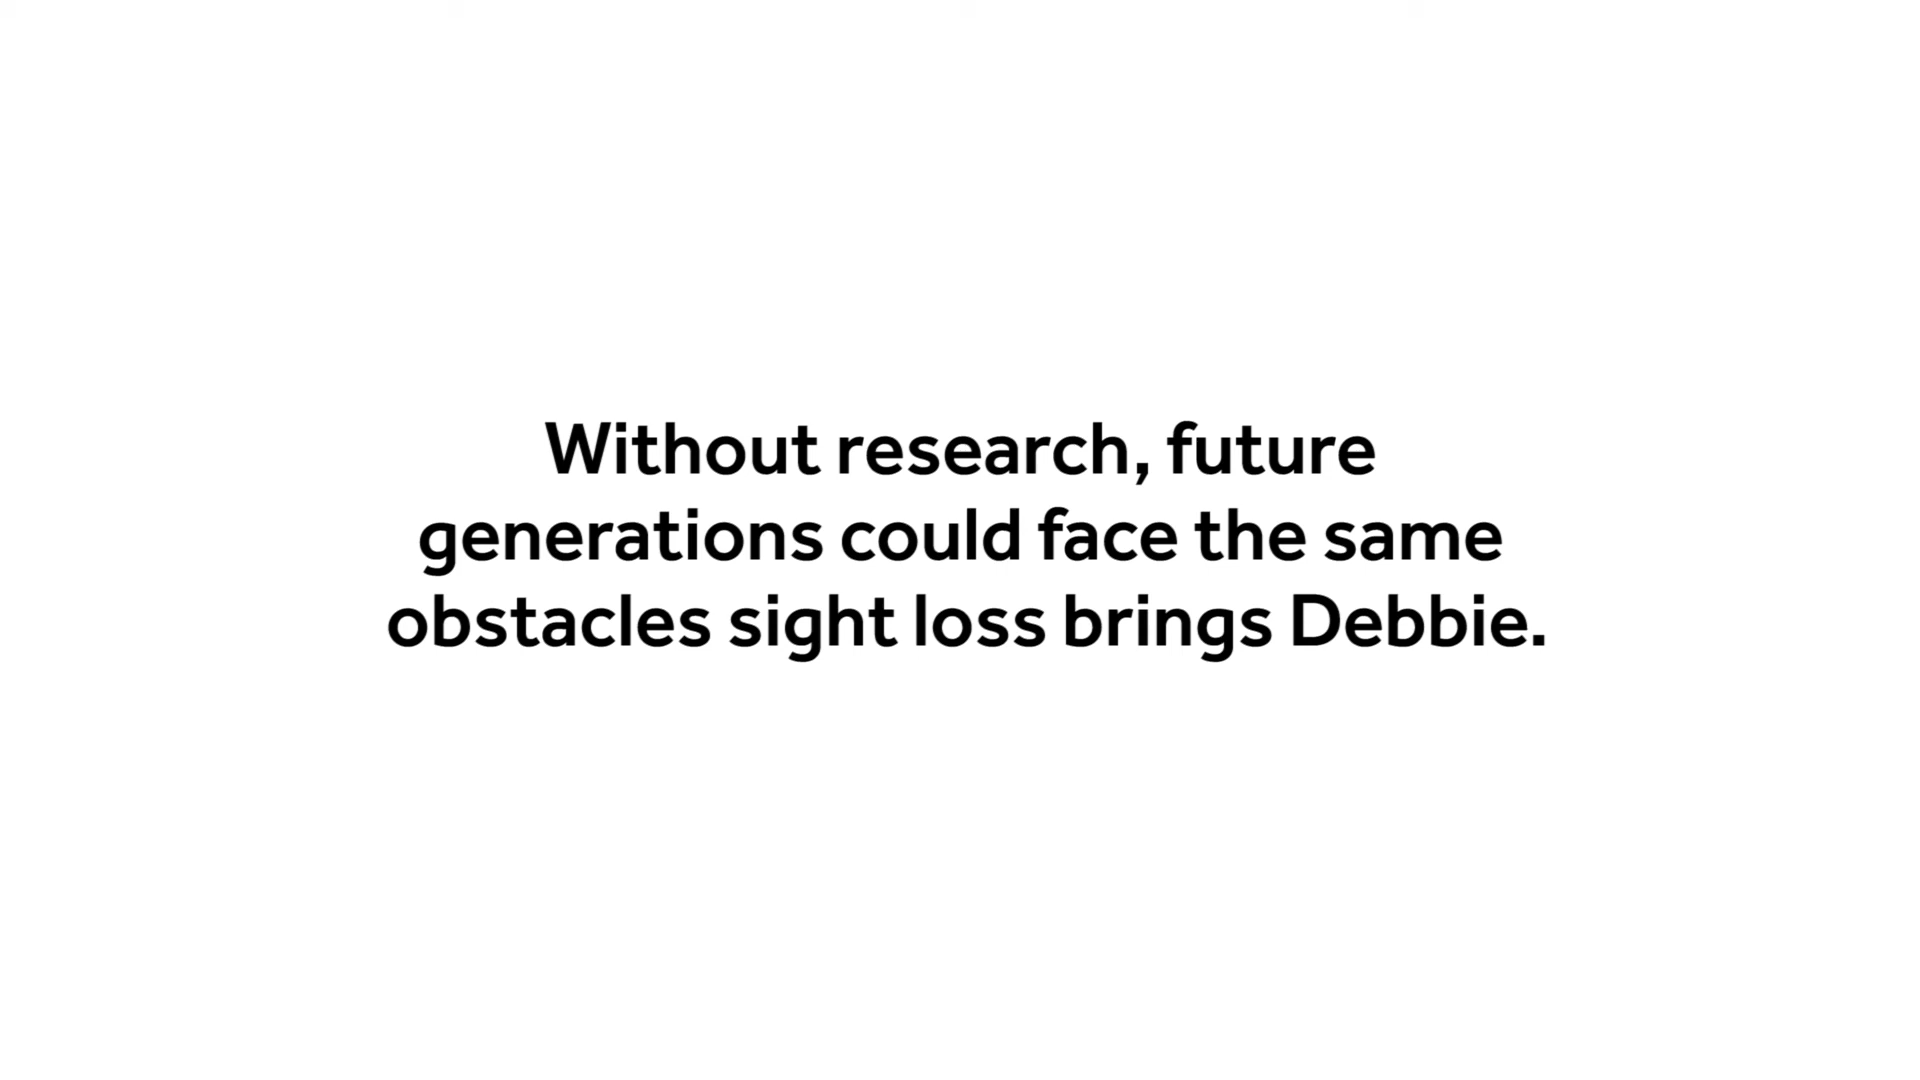 Without research, future
generations could face the same
obstacles sight loss brings Debbie.